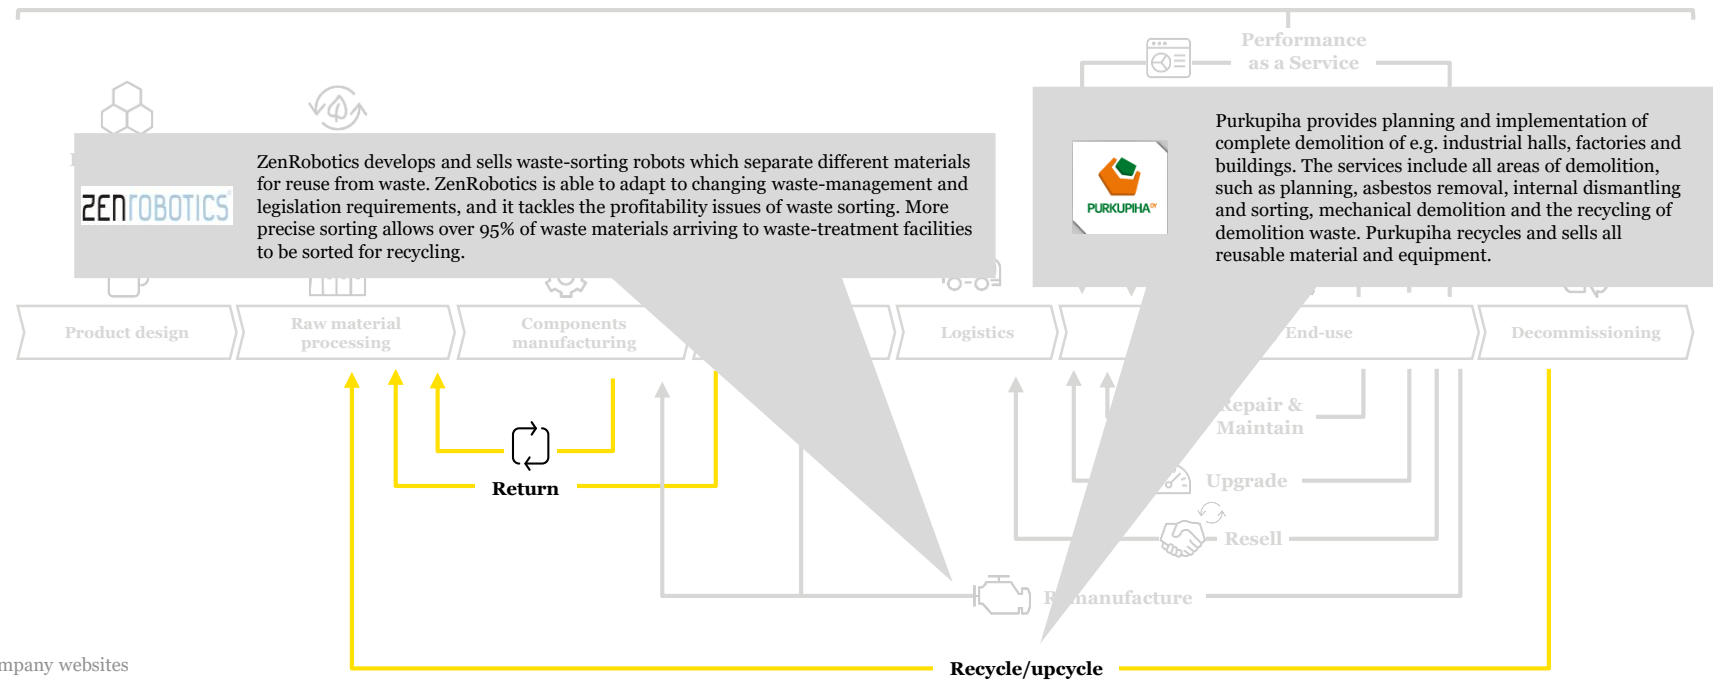 Performance
as a Service
ZENROBOTICS
ZenRobotics develops and sells waste-sorting robots which separate different materials
for reuse from waste. ZenRobotics is able to adapt to changing waste-management and
legislation requirements, and it tackles the profitability issues of waste sorting. More
precise sorting allows over 95% of waste materials arriving to waste-treatment facilities
to be sorted for recycling.
PURKUPIHA OY
Purkupiha provides planning and implementation of
complete demolition of e.g. industrial halls, factories and
buildings. The services include all areas of demolition,
such as planning, asbestos removal, internal dismantling
and sorting, mechanical demolition and the recycling of
demolition waste. Purkupiha recycles and sells all
reusable material and equipment.
Product design
Raw material
processing
Components
manufacturing
Logistics
End-use
Decommissioning
Return
Repair &
Maintain
Upgrade
Resell
Remanufacture
Recycle/upcycle
websites